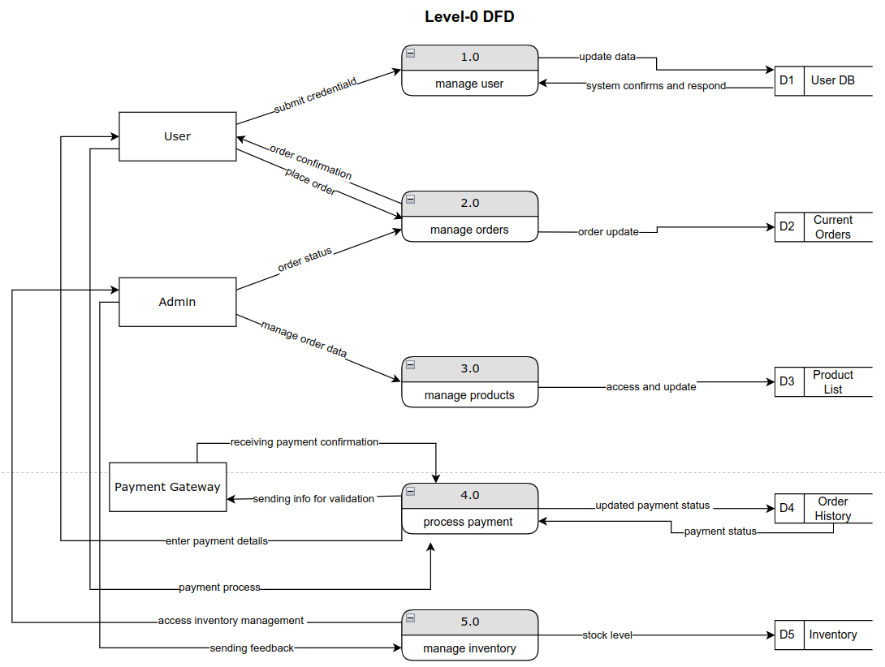 Level-0 DFD
1.0
manage user
update data
system confirms and respond
D1
User DB
submit credentiald
User
order confirmation
place order
2.0
manage orders
order update
D2
Current
Orders
order status
Admin
manage order data
3.0
manage products
access and update
D3
Product
List
receiving payment confirmation
Payment Gateway
sending info for validation
4.0
process payment
updated payment status
D4
Order
History
payment status
enter payment details
payment process
access inventory management
5.0
manage inventory
stock level
D5
Inventory
sending feedback